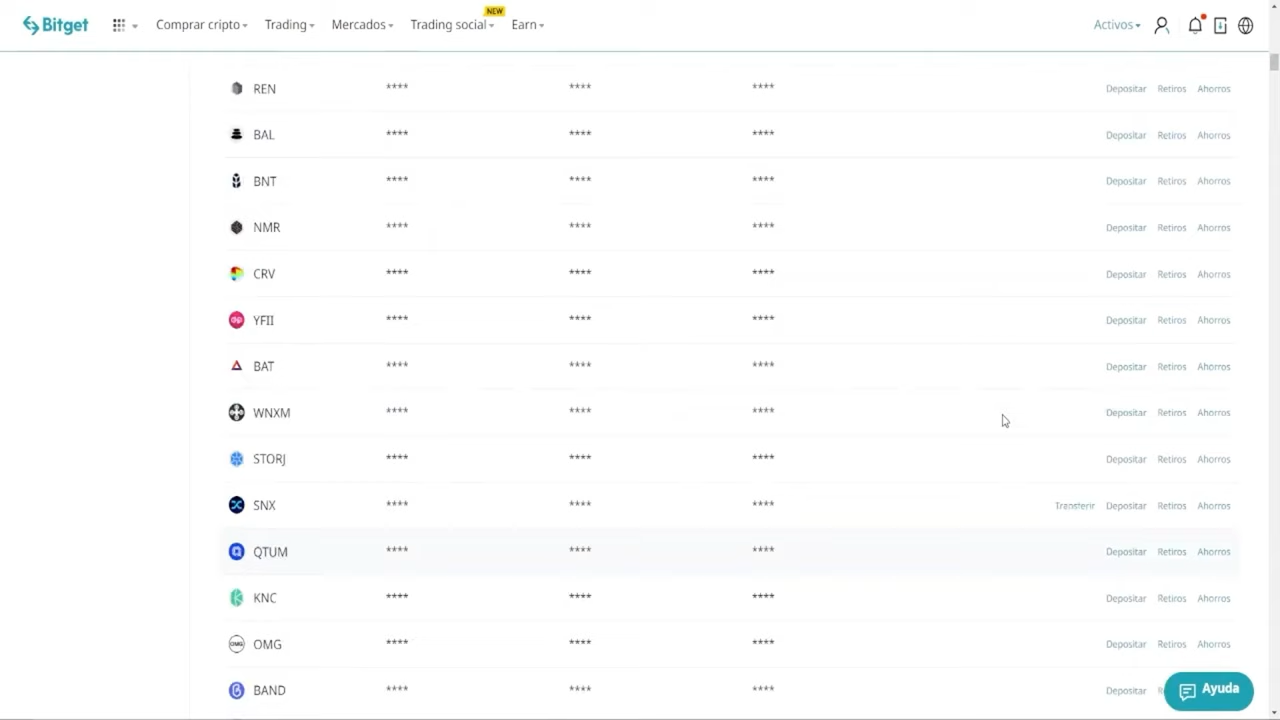 Bitget Comprar cripto Trading Mercados Trading social NEW Earn Activos
REN **** **** **** Depositar Retiros Ahorros
BAL **** **** **** Depositar Retiros Ahorros
BNT **** **** **** Depositar Retiros Ahorros
NMR **** **** **** Depositar Retiros Ahorros
CRV **** **** **** Depositar Retiros Ahorros
YFII **** **** **** Depositar Retiros Ahorros
BAT **** **** **** Depositar Retiros Ahorros
WNXM **** **** **** Depositar Retiros Ahorros
STORJ **** **** **** Depositar Retiros Ahorros
SNX **** **** **** Transferir Depositar Retiros Ahorros
QTUM **** **** **** Depositar Retiros Ahorros
KNC **** **** **** Depositar Retiros Ahorros
OMG OMG **** **** **** Depositar Retiros Ahorros
BAND **** **** **** Depositar
Ayuda